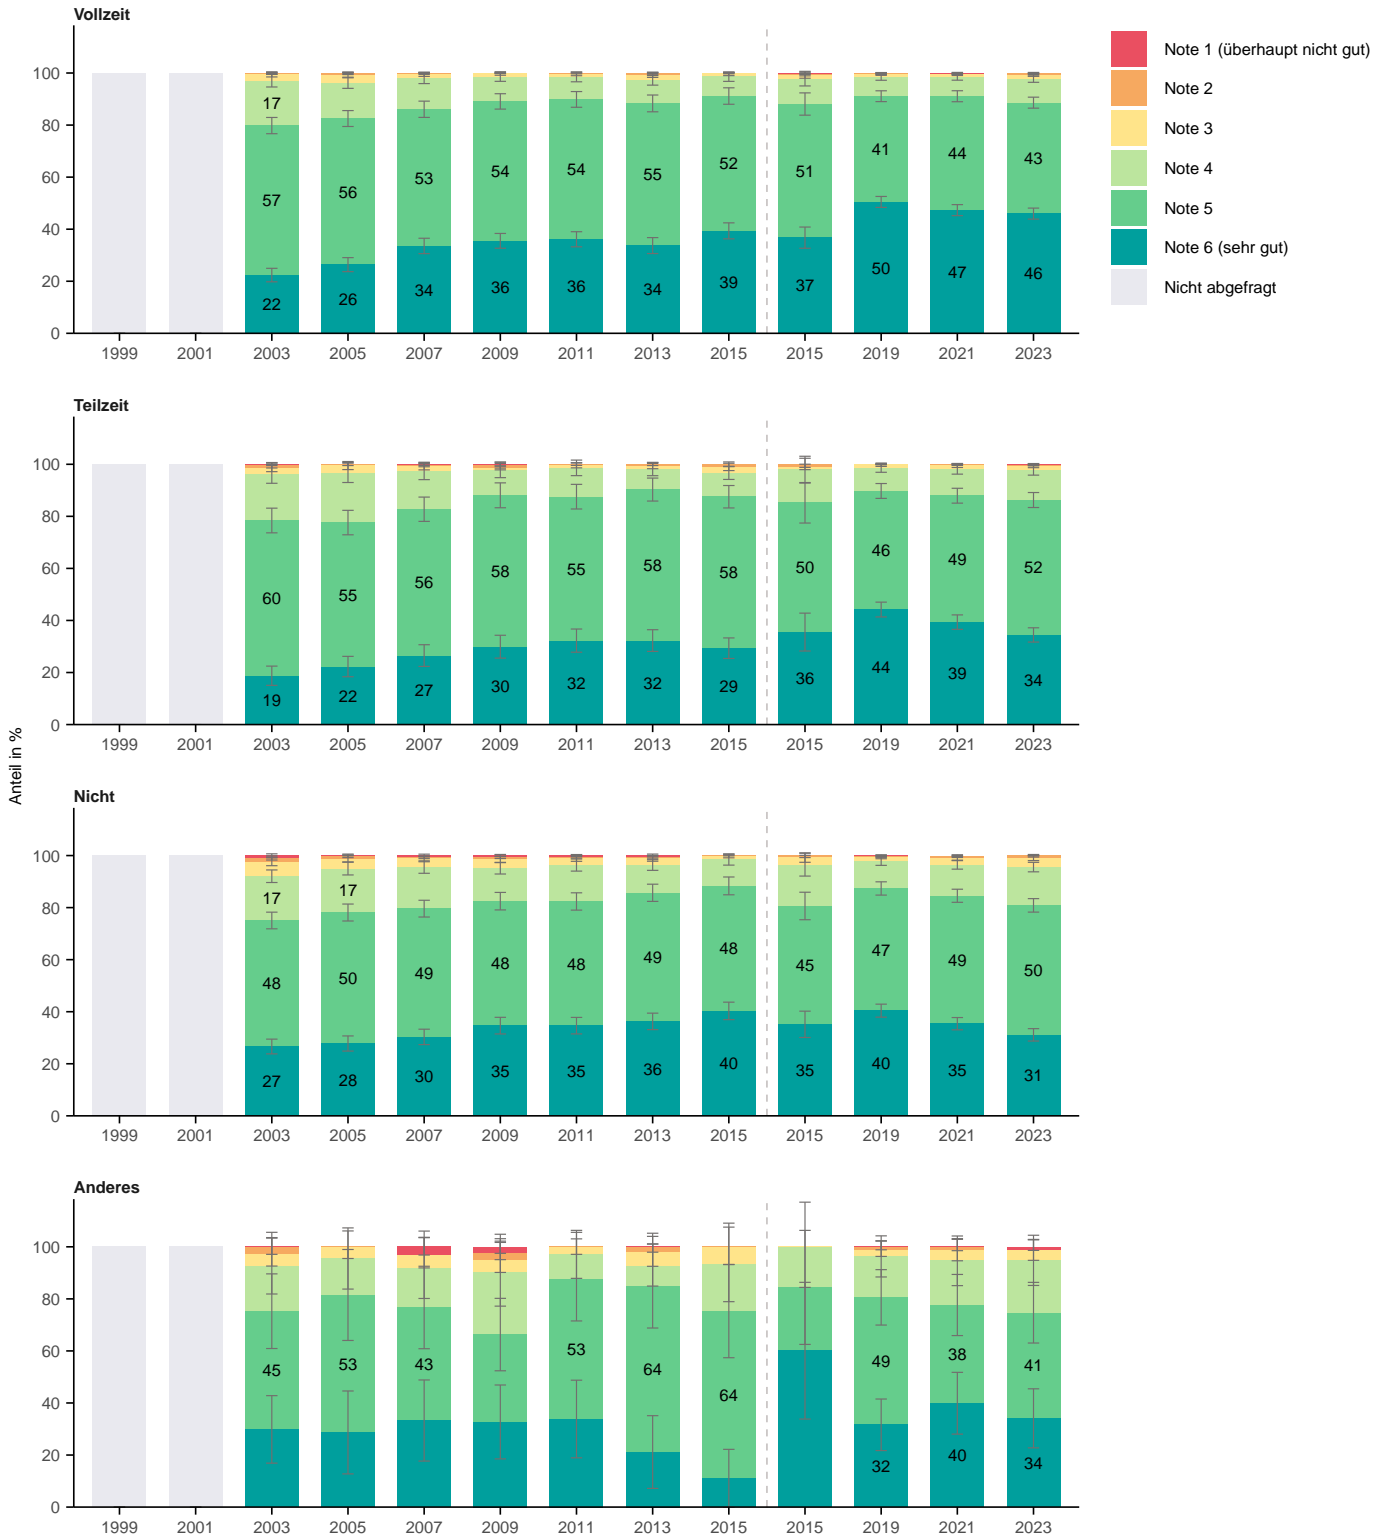 Vollzeit
Note 1 (überhaupt nicht gut)
Note 2
Note 3
Note 4
Note 5
Note 6 (sehr gut)
Nicht abgefragt
100
80
60
40
20
0
17
57 56 53 54 54 55 52 51 41 44 43
22 26 34 36 36 34 39 37 50 47 46
1999 2001 2003 2005 2007 2009 2011 2013 2015 2015 2019 2021 2023
Teilzeit
100
80
60
40
20
0
60 55 56 58 55 58 58 50 46 49 52
19 22 27 30 32 32 29 36 44 39 34
1999 2001 2003 2005 2007 2009 2011 2013 2015 2015 2019 2021 2023
Anteil in %
Nicht
100
80
60
40
20
0
17 17
48 50 49 48 48 49 48 45 47 49 50
27 28 30 35 35 36 40 35 40 35 31
1999 2001 2003 2005 2007 2009 2011 2013 2015 2015 2019 2021 2023
Anderes
100
80
60
40
20
0
45 53 43 53 64 64 49 38 41
32 40 34
1999 2001 2003 2005 2007 2009 2011 2013 2015 2015 2019 2021 2023